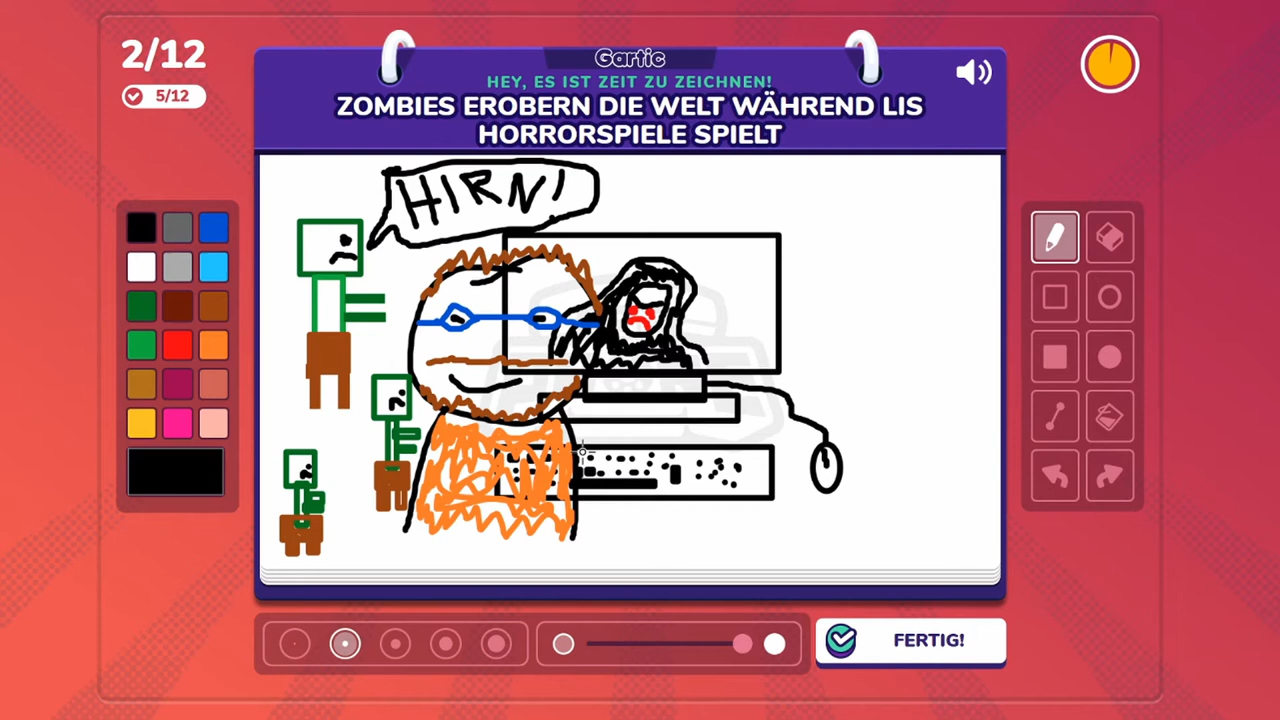 2/12
5/12
Gartic
HEY, ES IST ZEIT ZU ZEICHNEN!
ZOMBIES EROBERN DIE WELT WÄHREND LIS
HORRORSPIELE SPIELT
HIRN!
FERTIG!